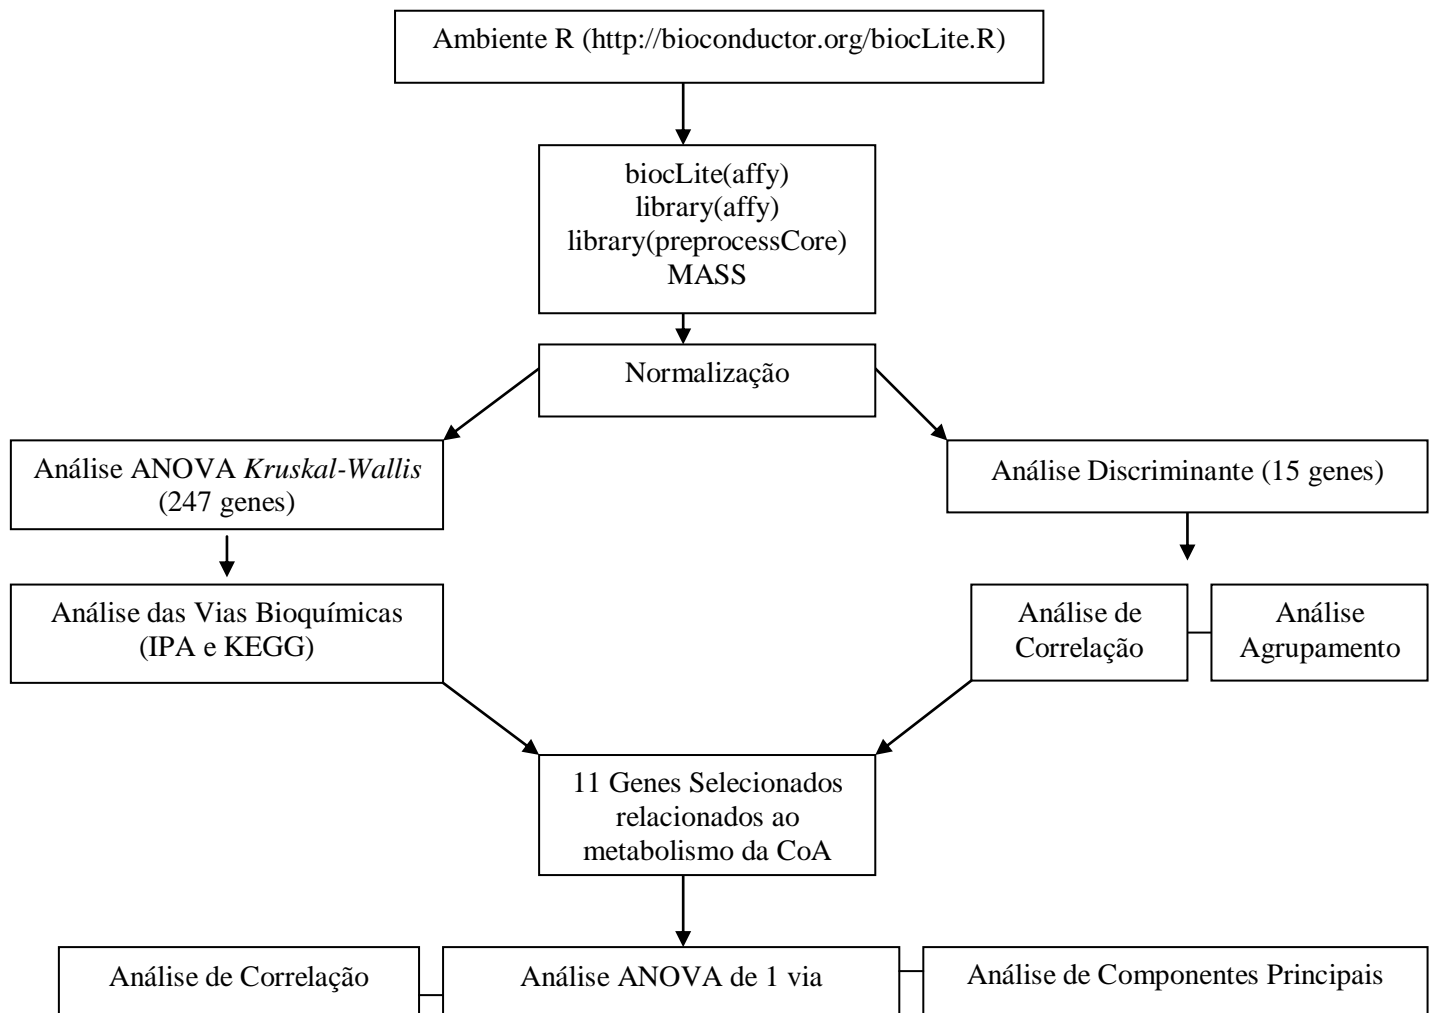 Ambiente R (http://bioconductor.org/biocLite.R)
biocLite(affy)
library(affy)
library(preprocessCore)
MASS
Normalização
Análise ANOVA Kruskal-Wallis
(247 genes)
Análise Discriminante (15 genes)
Análise das Vias Bioquímicas
(IPA e KEGG)
Análise de
Correlação
Análise
Agrupamento
11 Genes Selecionados
relacionados ao
metabolismo da CoA
Análise de Correlação
Análise ANOVA de 1 via
Análise de Componentes Principais